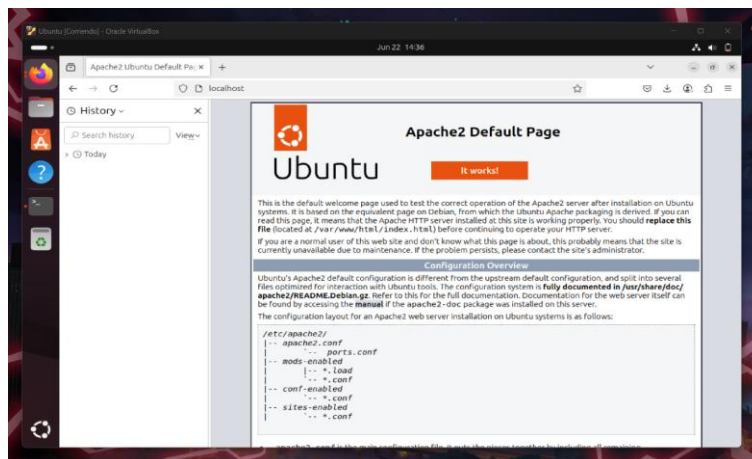 Ubuntu [Corriendo] - Oracle VirtualBox
Jun 22 14:36
Apache2 Ubuntu Default Pa
localhost
History
Search history
View
Today
Ubuntu
Apache2 Default Page
It works!
This is the default welcome page used to test the correct operation of the Apache2 server after installation on Ubuntu
systems. It is based on the equivalent page on Debian, from which the Ubuntu Apache packaging is derived. If you can
read this page, it means that the Apache HTTP server installed at this site is working properly. You should replace this
file (located at /var/www/html/index.html) before continuing to operate your HTTP server.
If you are a normal user of this web site and don't know what this page is about, this probably means that the site is
currently unavailable due to maintenance. If the problem persists, please contact the site's administrator.
Configuration Overview
Ubuntu's Apache2 default configuration is different from the upstream default configuration, and split into several
files optimized for interaction with Ubuntu tools. The configuration system is fully documented in /usr/share/doc/
apache2/README.Debian.gz. Refer to this for the full documentation. Documentation for the web server itself can
be found by accessing the manual if the apache2-doc package was installed on this server.
The configuration layout for an Apache2 web server installation on Ubuntu systems is as follows:
/etc/apache2/
|-- apache2.conf
|       `--  ports.conf
|-- mods-enabled
|       |-- *.load
|       `-- *.conf
|-- conf-enabled
|       `-- *.conf
|-- sites-enabled
|       `-- *.conf